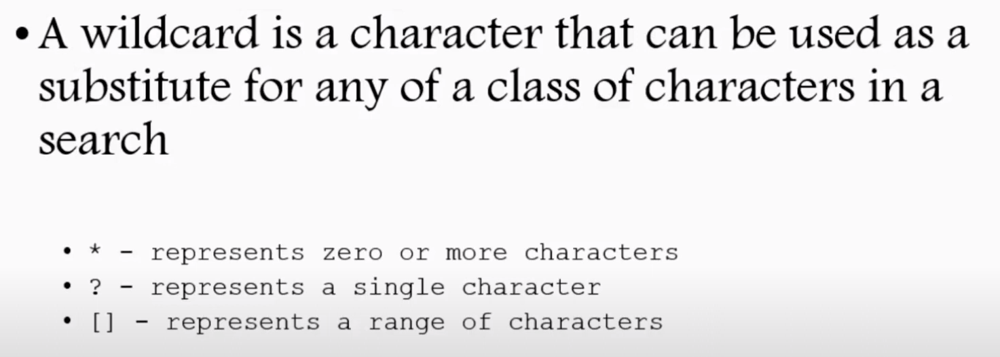 • A wildcard is a character that can be used as a
substitute for any of a class of characters in a
search
• * - represents zero or more characters
• ? - represents a single character
• [] - represents a range of characters